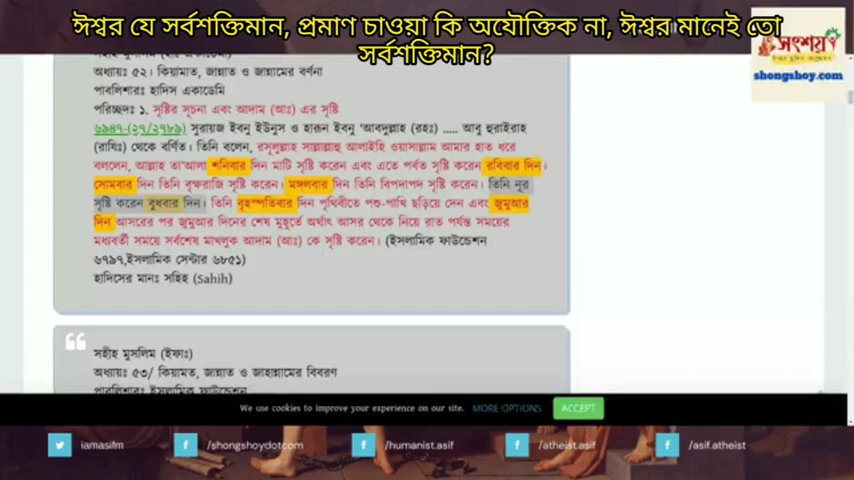 ঈশ্বর যে সর্বশক্তিমান, প্রমাণ চাওয়া কি অযৌক্তিক না, ঈশ্বর মানেই তো
সর্বশক্তিমান?
সংশয়
shongshoy.com
অধ্যায়ঃ ৫২। কিয়ামাত, জান্নাত ও জান্নামের বর্ণনা
পাবলিশারঃ হাদিস একাডেমি
পরিচ্ছদঃ ১. সৃষ্টির সূচনা এবং আদাম (আঃ) এর সৃষ্টি
৬৯৪৭-(২৭/২৭৮৯) সুরায়জ ইবনু ইউনুস ও হারূন ইবনু 'আবদুল্লাহ (রহঃ) ..... আবু হুরাইরাহ
(রাযিঃ) থেকে বর্ণিত। তিনি বলেন, রসূলুল্লাহ সাল্লাল্লাহু আলাইহি ওয়াসাল্লাম আমার হাত ধরে
বললেন, আল্লাহ তা'আলা শনিবার দিন মাটি সৃষ্টি করেন এবং এতে পর্বত সৃষ্টি করেন রবিবার দিন।
সোমবার দিন তিনি বৃক্ষরাজি সৃষ্টি করেন। মঙ্গলবার দিন তিনি বিপদাপদ সৃষ্টি করেন। তিনি নূর
সৃষ্টি করেন বুধবার দিন। তিনি বৃহস্পতিবার দিন পৃথিবীতে পশু-পাখি ছড়িয়ে দেন এবং জুমুআর
দিন আসরের পর জুমুআর দিনের শেষ মুহূর্তে অর্থাৎ আসর থেকে নিয়ে রাত পর্যন্ত সময়ের
মধ্যবর্তী সময়ে সর্বশেষ মাখলুক আদাম (আঃ) কে সৃষ্টি করেন। (ইসলামিক ফাউন্ডেশন
৬৭৯৭,ইসলামিক সেন্টার ৬৮৫১)
হাদিসের মানঃ সহিহ (Sahih)
সহীহ মুসলিম (ইফাঃ)
অধ্যায়ঃ ৫৩/ কিয়ামত, জান্নাত ও জাহান্নামের বিবরণ
পাবলিশারঃ ইসলামিক ফাউন্ডেশন
We use cookies to improve your experience on our site. MORE OPTIONS ACCEPT
iamasifm /shongshoydotcom /humanist.asif /atheist.asif /asif.atheist